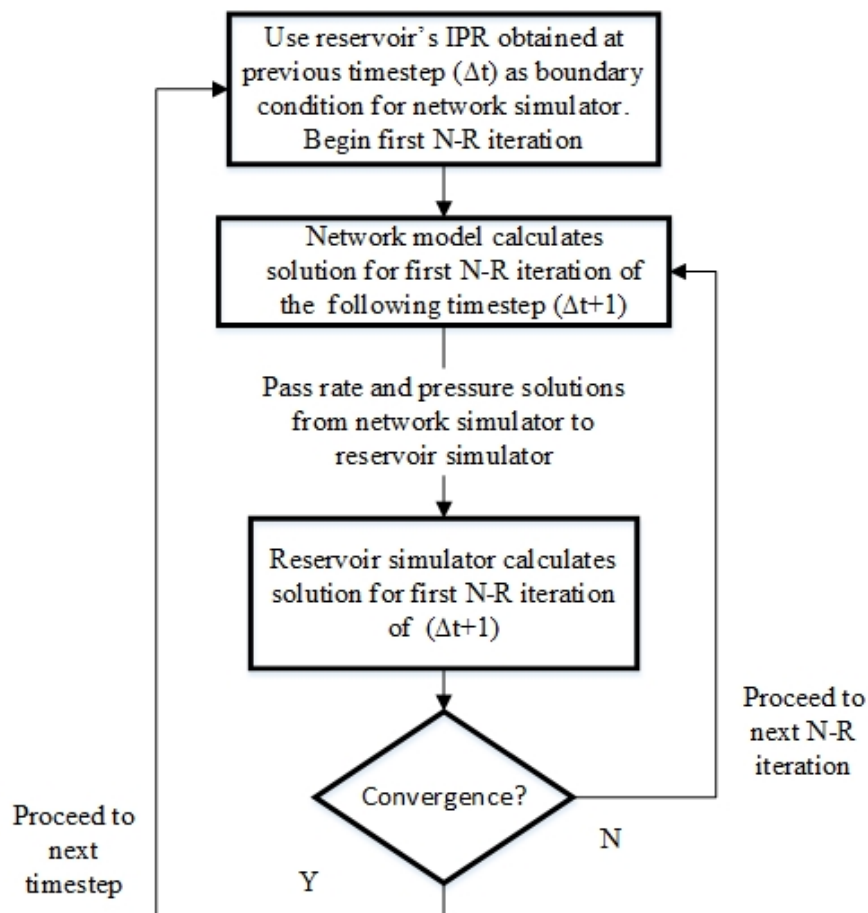 Use reservoir’s IPR obtained at
previous timestep (Δt) as boundary
condition for network simulator.
Begin first N-R iteration
Network model calculates
solution for first N-R iteration of
the following timestep (Δt+1)
Pass rate and pressure solutions
from network simulator to
reservoir simulator
Reservoir simulator calculates
solution for first N-R iteration
of (Δt+1)
Convergence?
Proceed to
next N-R
iteration
N
Y
Proceed to
next
timestep